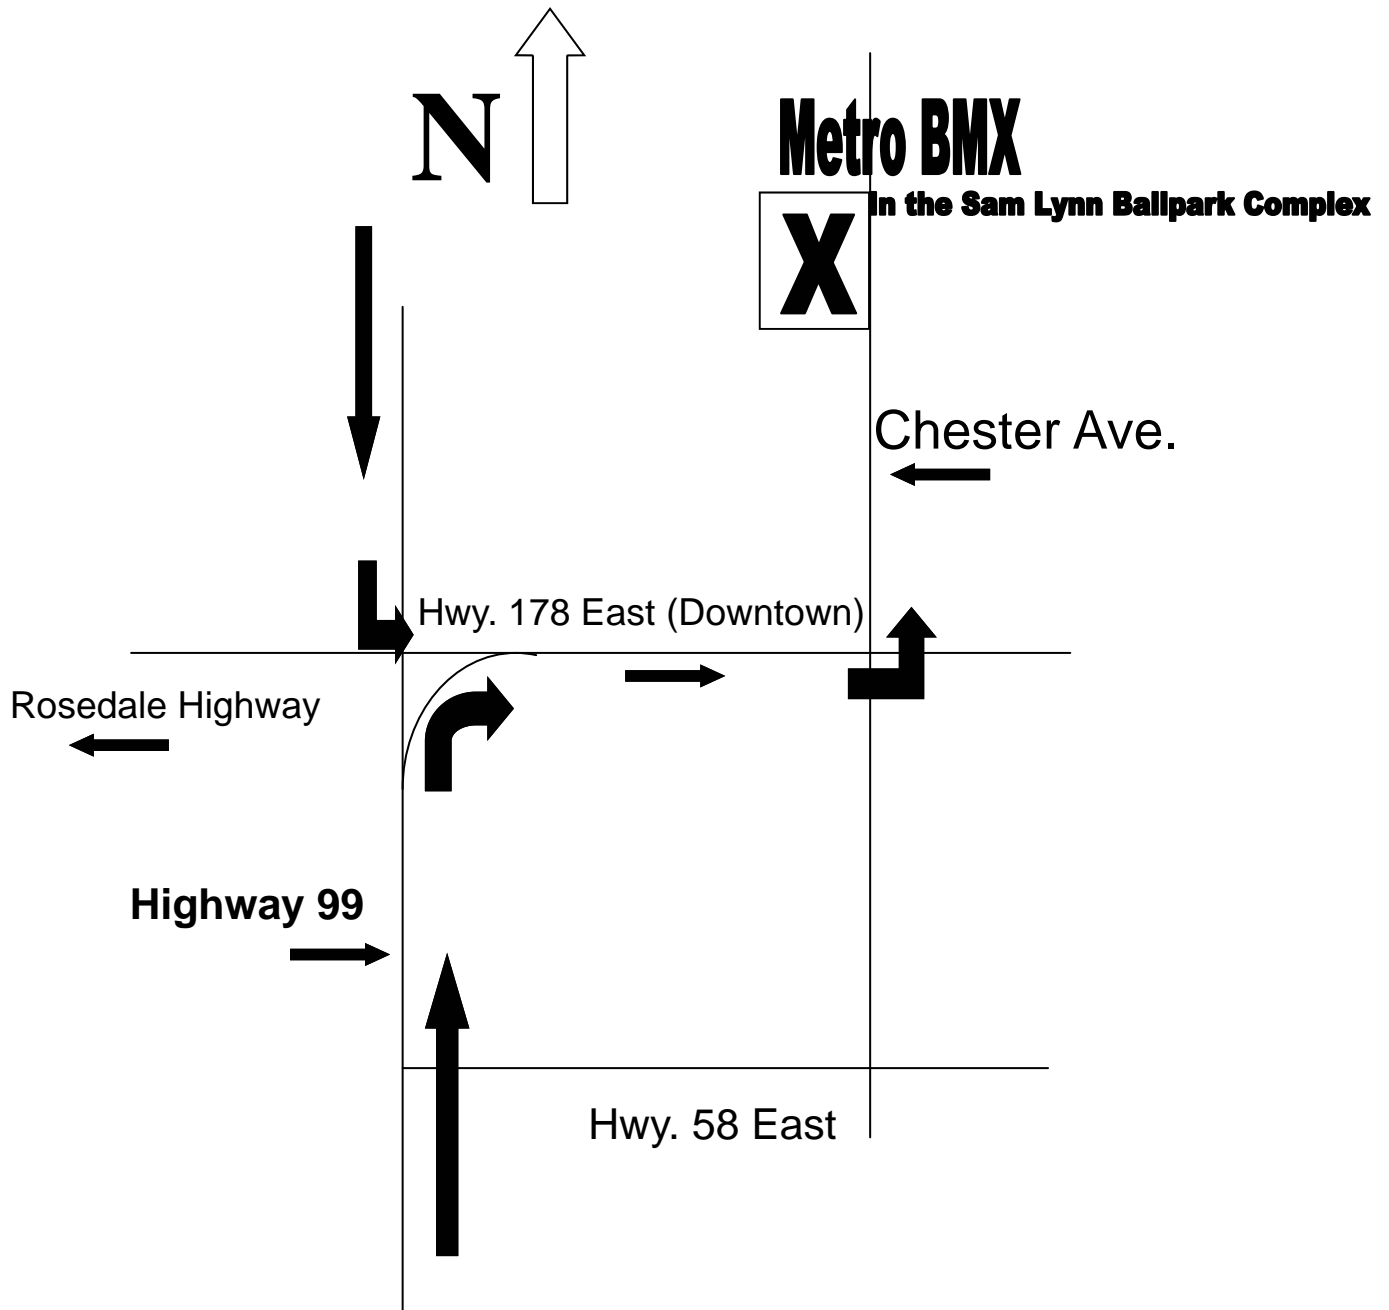 N
Metro BMX
In the Sam Lynn Ballpark Complex
X
Chester Ave.
Hwy. 178 East (Downtown)
Rosedale Highway
Highway 99
Hwy. 58 East